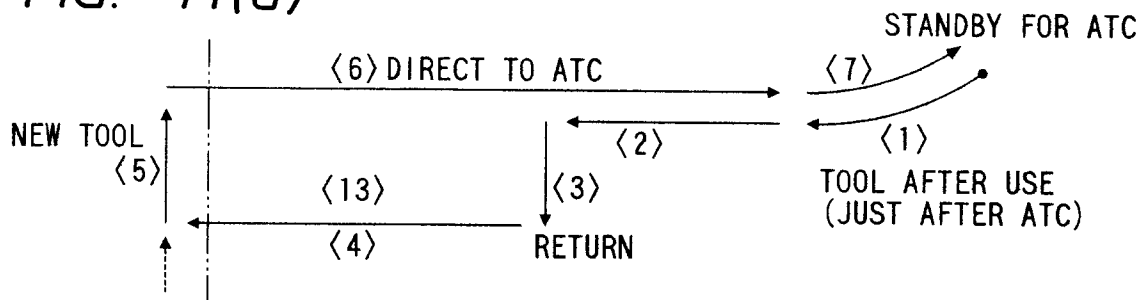 STANDBY FOR ATC
〈6〉DIRECT TO ATC
〈7〉
NEW TOOL
〈5〉
〈2〉
〈1〉
〈13〉
〈3〉
TOOL AFTER USE
(JUST AFTER ATC)
〈4〉
RETURN